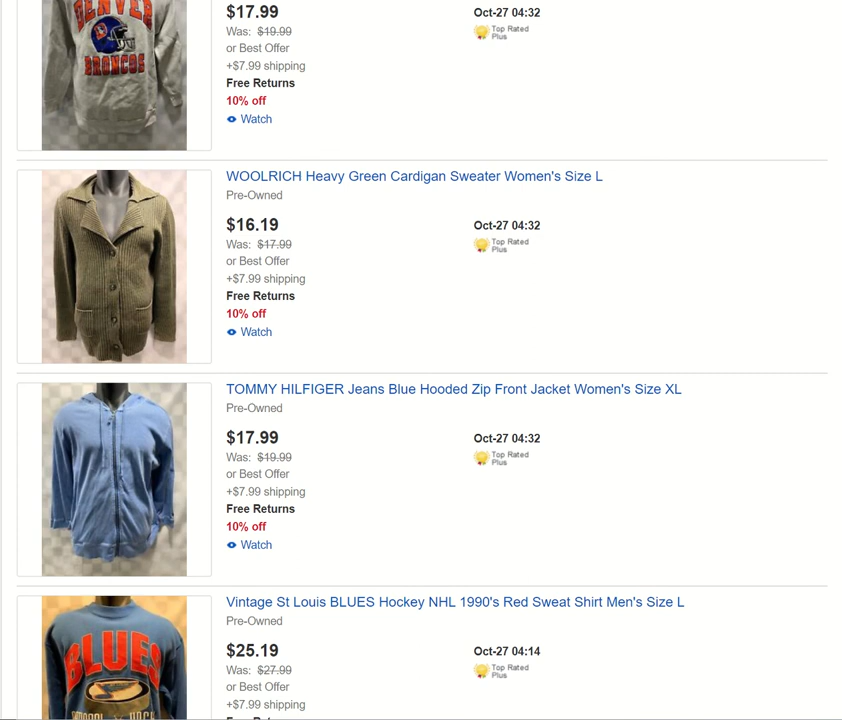 DENVER
BRONCOS
$17.99
Was: $19.99
or Best Offer
+$7.99 shipping
Free Returns
10% off
Watch
Oct-27 04:32
Top Rated
Plus
WOOLRICH Heavy Green Cardigan Sweater Women's Size L
Pre-Owned
$16.19
Was: $17.99
or Best Offer
+$7.99 shipping
Free Returns
10% off
Watch
Oct-27 04:32
Top Rated
Plus
TOMMY HILFIGER Jeans Blue Hooded Zip Front Jacket Women's Size XL
Pre-Owned
$17.99
Was: $19.99
or Best Offer
+$7.99 shipping
Free Returns
10% off
Watch
Oct-27 04:32
Top Rated
Plus
Vintage St Louis BLUES Hockey NHL 1990's Red Sweat Shirt Men's Size L
Pre-Owned
BLUES
$25.19
Was: $27.99
or Best Offer
+$7.99 shipping
Oct-27 04:14
Top Rated
Plus